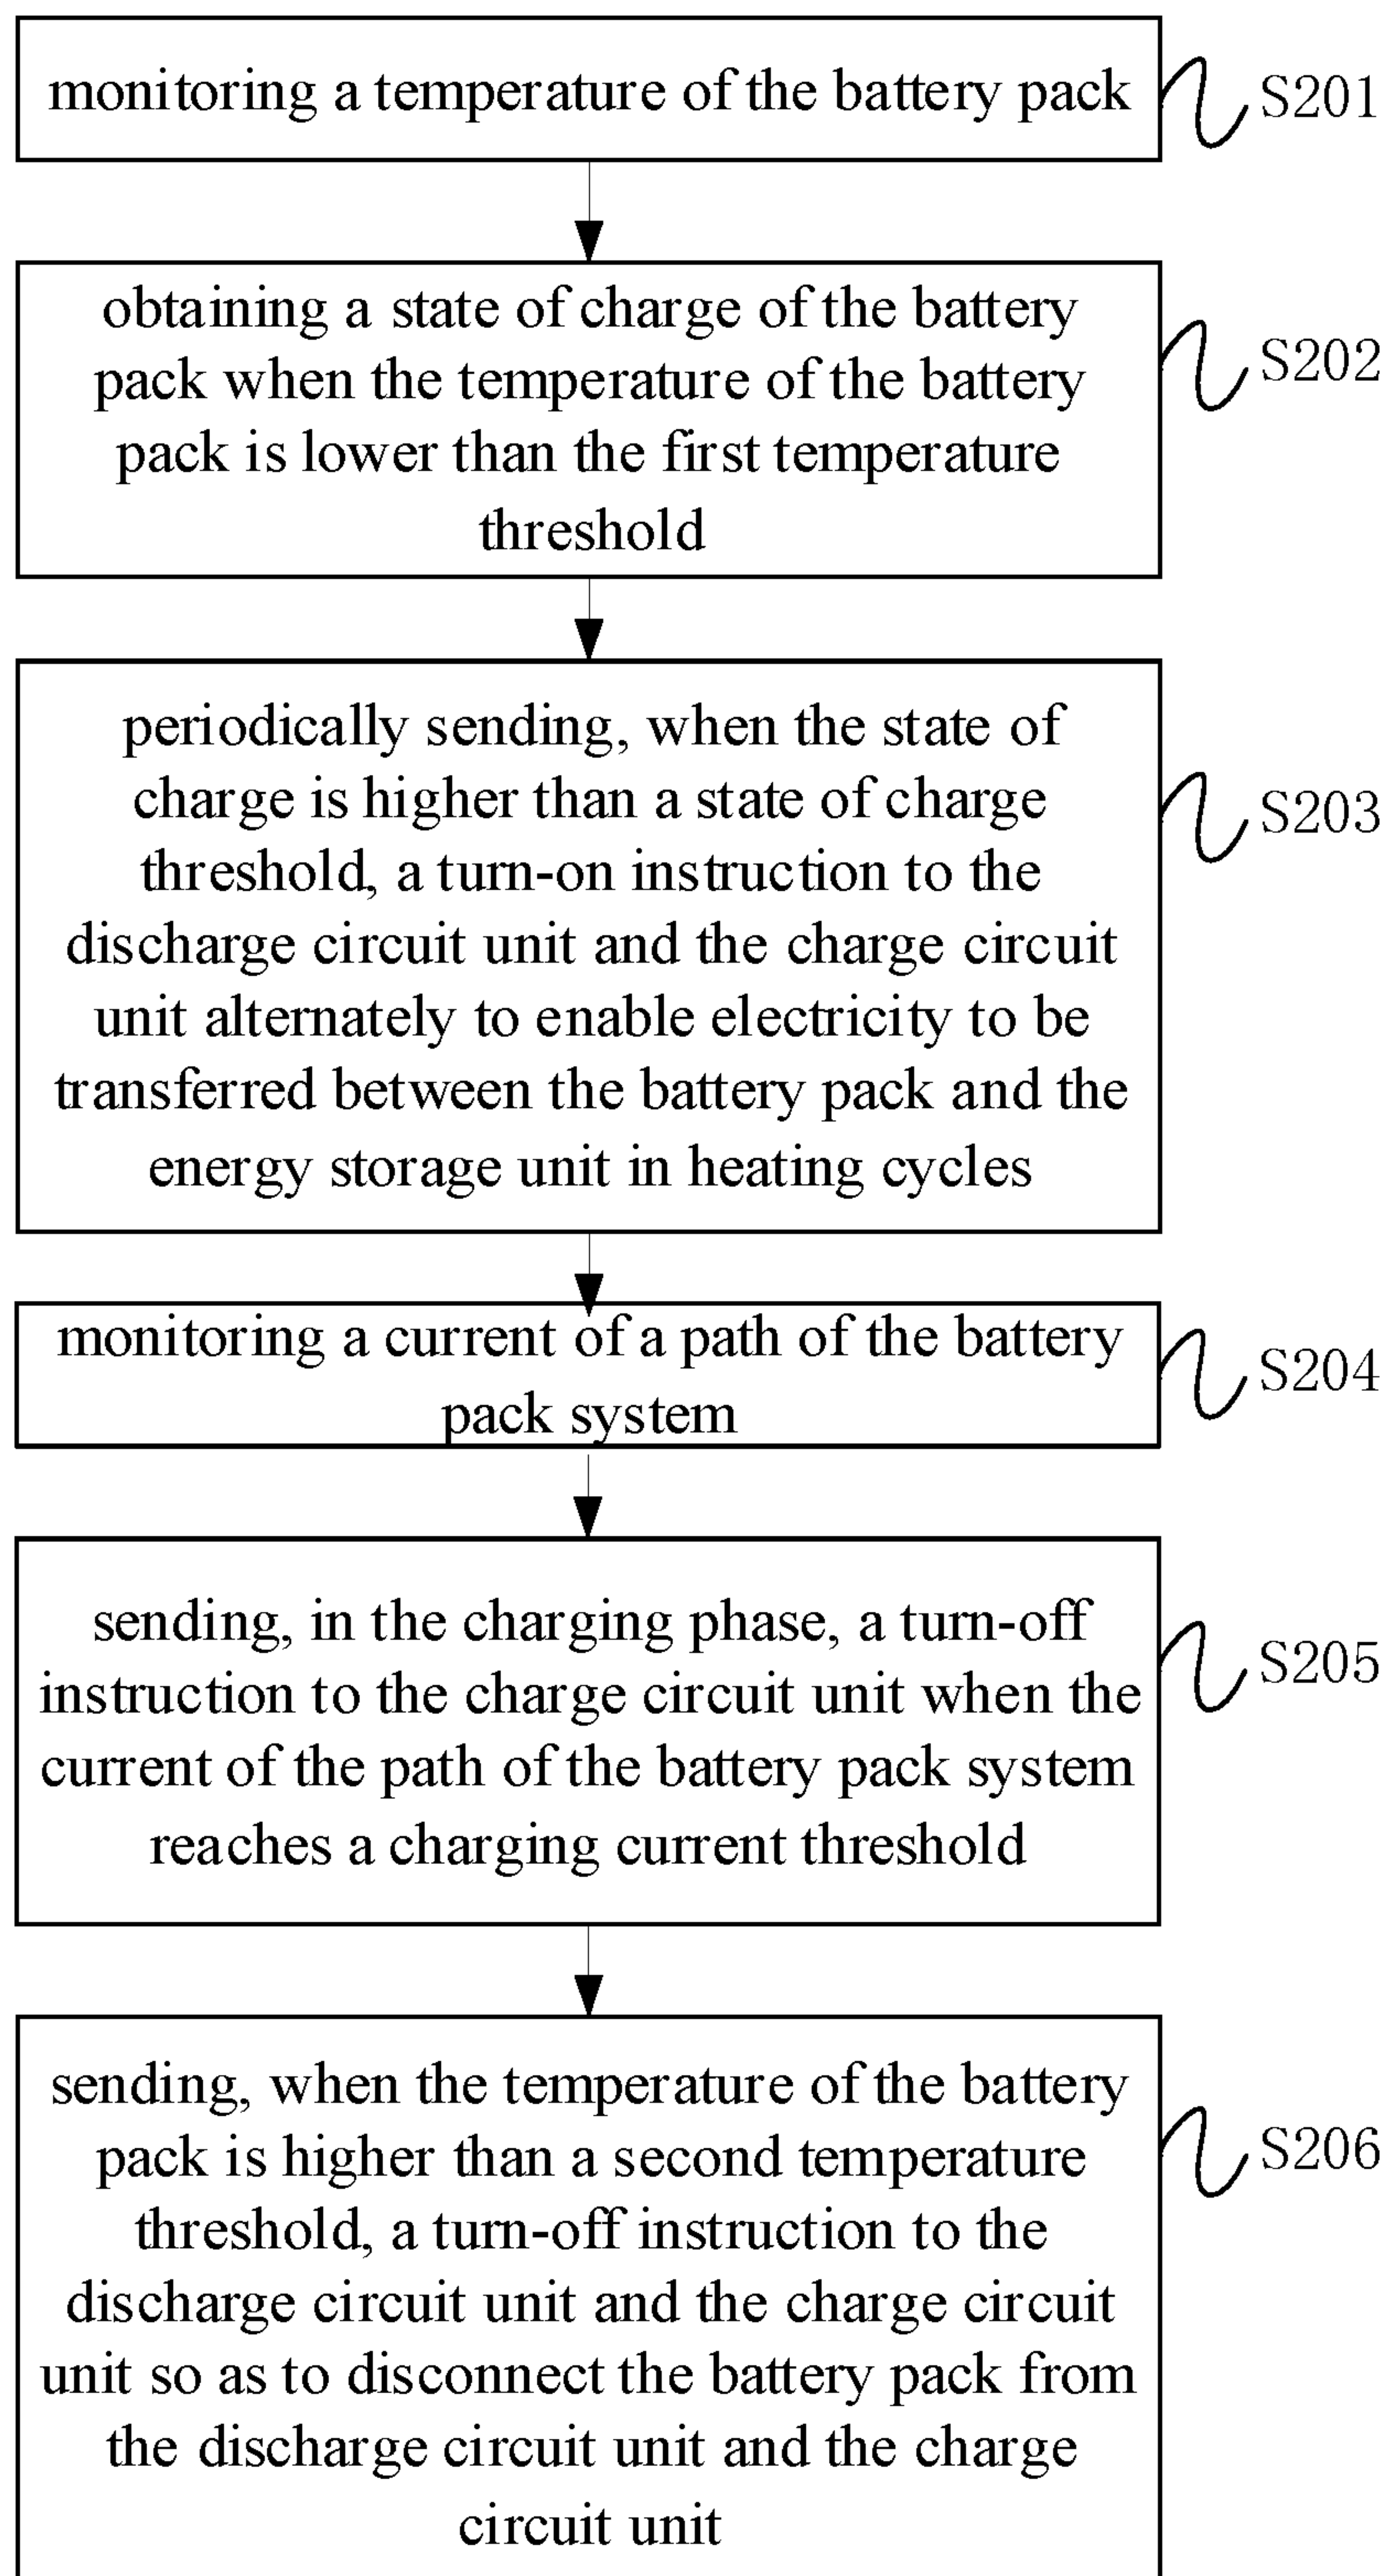 monitoring a temperature of the battery pack
S201
obtaining a state of charge of the battery
pack when the temperature of the battery
pack is lower than the first temperature
threshold
S202
periodically sending, when the state of
charge is higher than a state of charge
threshold, a turn-on instruction to the
discharge circuit unit and the charge circuit
unit alternately to enable electricity to be
transferred between the battery pack and the
energy storage unit in heating cycles
S203
monitoring a current of a path of the battery
pack system
S204
sending, in the charging phase, a turn-off
instruction to the charge circuit unit when the
current of the path of the battery pack system
reaches a charging current threshold
S205
sending, when the temperature of the battery
pack is higher than a second temperature
threshold, a turn-off instruction to the
discharge circuit unit and the charge circuit
unit so as to disconnect the battery pack from
the discharge circuit unit and the charge
circuit unit
S206